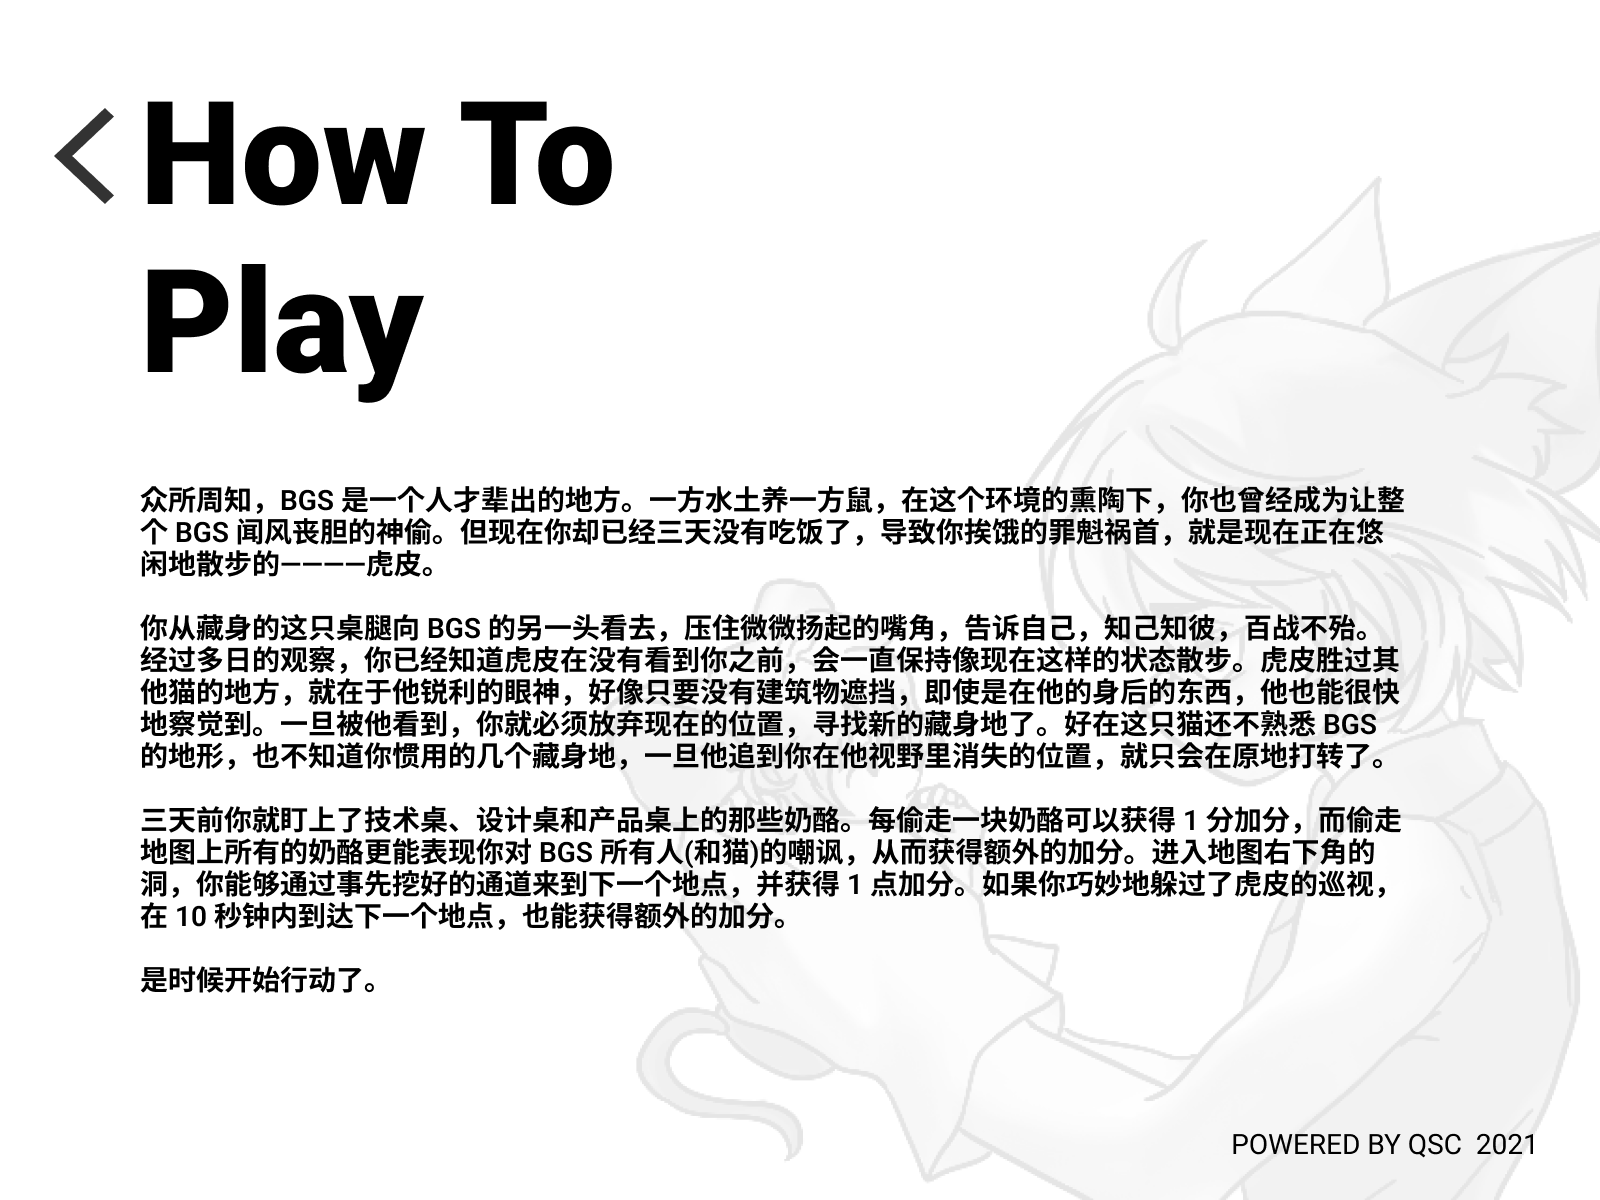 How To
Play
众所周知，BGS 是一个人才辈出的地方。一方水土养一方鼠，在这个环境的熏陶下，你也曾经成为让整
个 BGS 闻风丧胆的神偷。但现在你却已经三天没有吃饭了，导致你挨饿的罪魁祸首，就是现在正在悠
闲地散步的————虎皮。
你从藏身的这只桌腿向 BGS 的另一头看去，压住微微扬起的嘴角，告诉自己，知己知彼，百战不殆。
经过多日的观察，你已经知道虎皮在没有看到你之前，会一直保持像现在这样的状态散步。虎皮胜过其
他猫的地方，就在于他锐利的眼神，好像只要没有建筑物遮挡，即使是在他的身后的东西，他也能很快
地察觉到。一旦被他看到，你就必须放弃现在的位置，寻找新的藏身地了。好在这只猫还不熟悉 BGS
的地形，也不知道你惯用的几个藏身地，一旦他追到你在他视野里消失的位置，就只会在原地打转了。
三天前你就盯上了技术桌、设计桌和产品桌上的那些奶酪。每偷走一块奶酪可以获得 1 分加分，而偷走
地图上所有的奶酪更能表现你对 BGS 所有人(和猫)的嘲讽，从而获得额外的加分。进入地图右下角的
洞，你能够通过事先挖好的通道来到下一个地点，并获得 1 点加分。如果你巧妙地躲过了虎皮的巡视，
在 10 秒钟内到达下一个地点，也能获得额外的加分。
是时候开始行动了。
POWERED BY QSC 2021